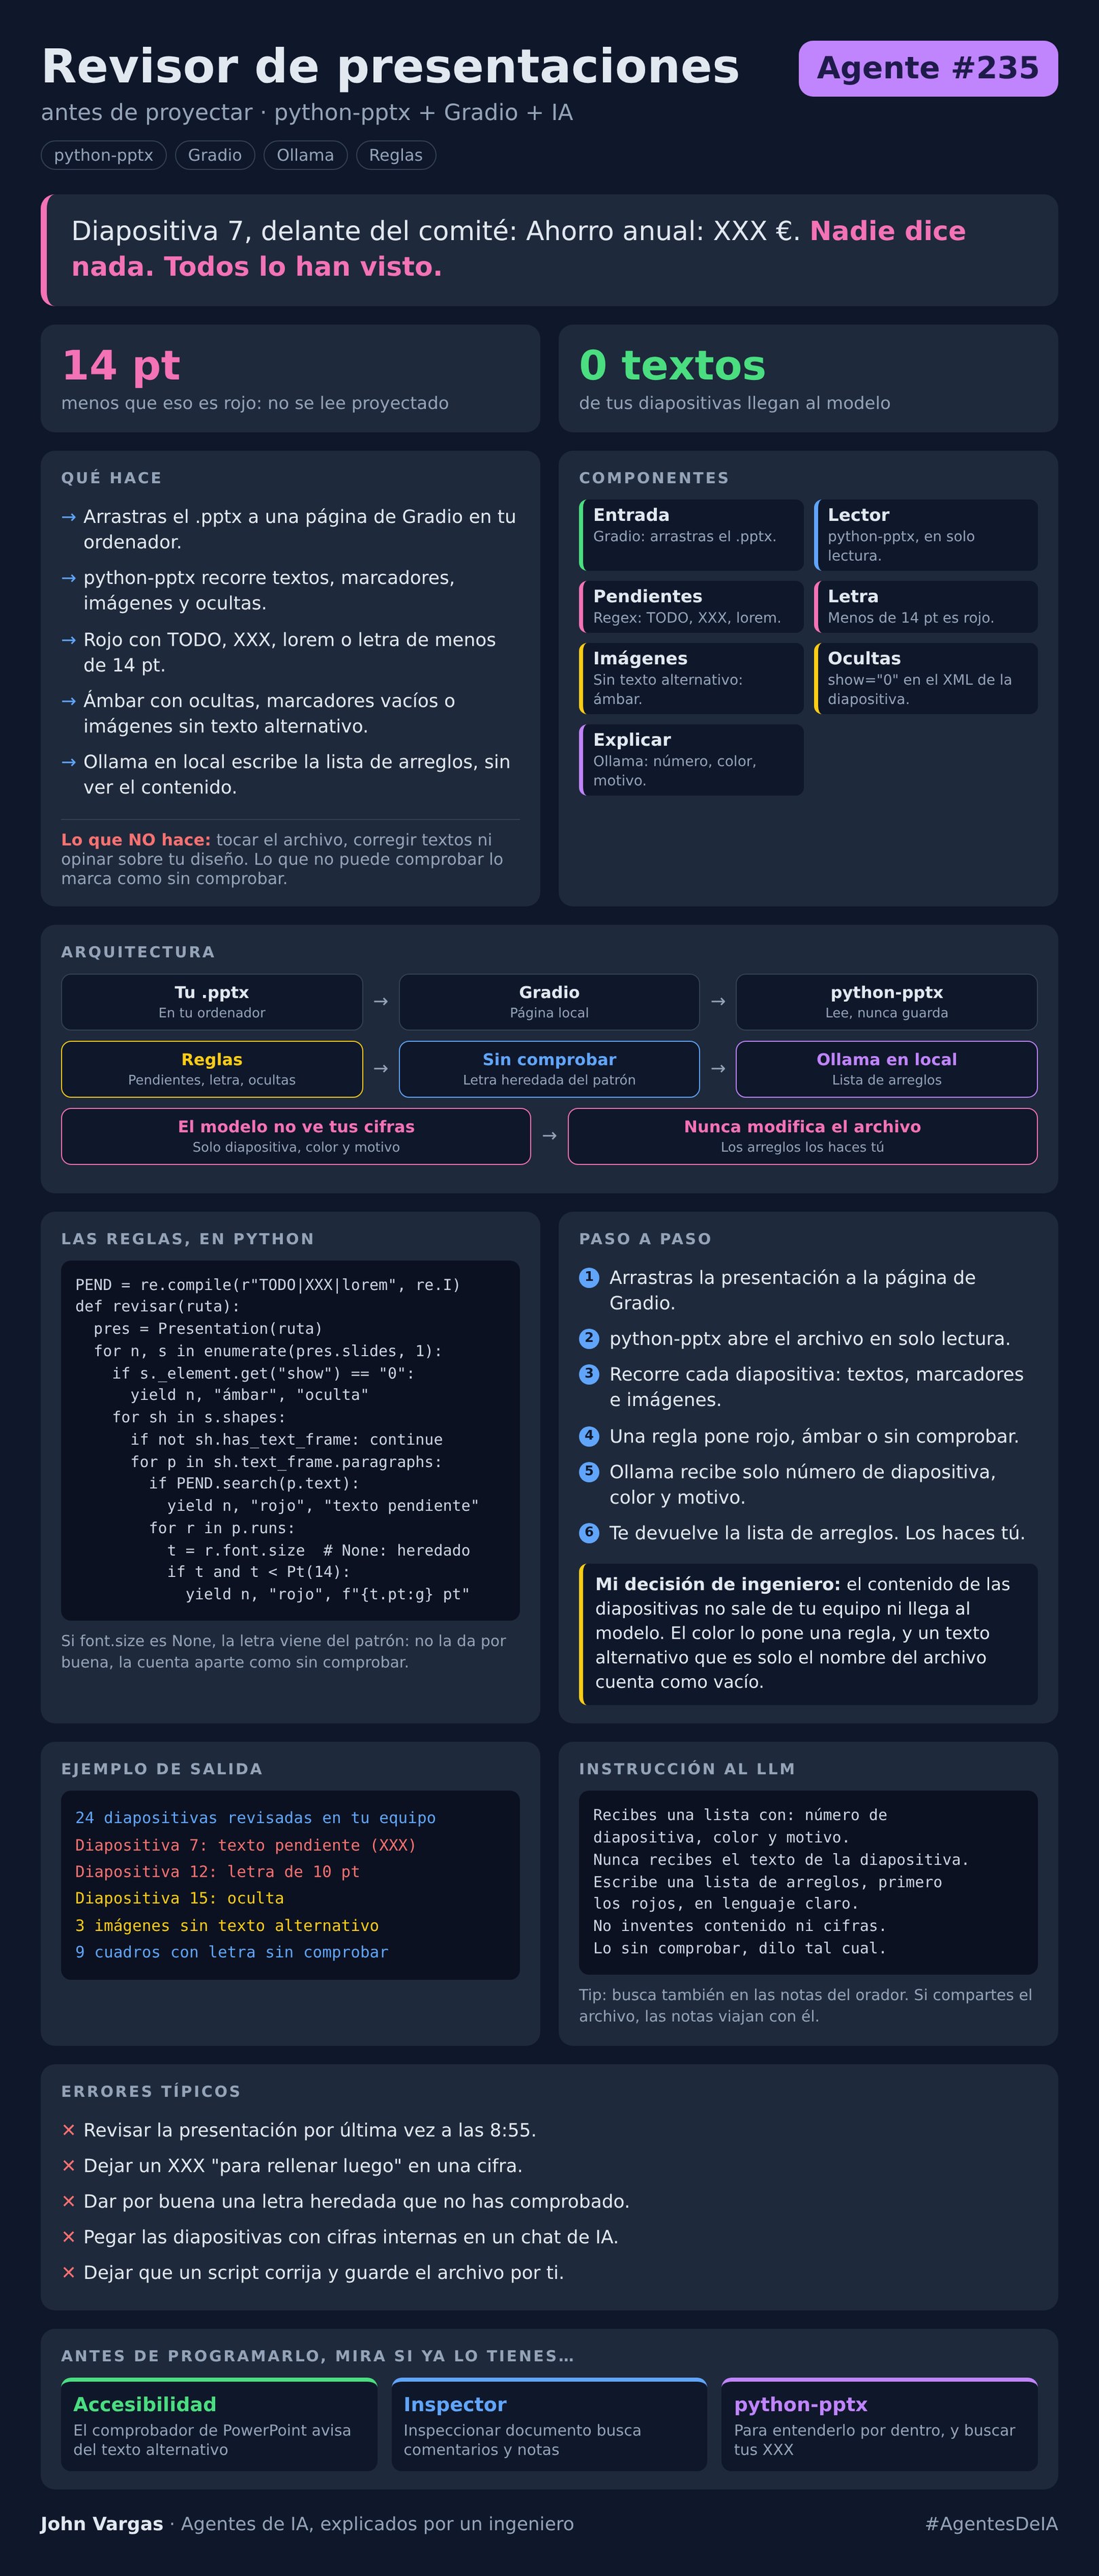 Revisor de presentaciones
Agente #235
antes de proyectar · python-pptx + Gradio + IA
python-pptx
Gradio
Ollama
Reglas
Diapositiva 7, delante del comité: Ahorro anual: XXX €. Nadie dice
nada. Todos lo han visto.
14 pt
menos que eso es rojo: no se lee proyectado
0 textos
de tus diapositivas llegan al modelo
QUÉ HACE
→ Arrastras el .pptx a una página de Gradio en tu
ordenador.
→ python-pptx recorre textos, marcadores,
imágenes y ocultas.
→ Rojo con TODO, XXX, lorem o letra de menos
de 14 pt.
→ Ámbar con ocultas, marcadores vacíos o
imágenes sin texto alternativo.
→ Ollama en local escribe la lista de arreglos, sin
ver el contenido.
Lo que NO hace: tocar el archivo, corregir textos ni
opinar sobre tu diseño. Lo que no puede comprobar lo
marca como sin comprobar.
COMPONENTES
Entrada
Gradio: arrastras el .pptx.
Lector
python-pptx, en solo
lectura.
Pendientes
Regex: TODO, XXX, lorem.
Letra
Menos de 14 pt es rojo.
Imágenes
Sin texto alternativo:
ámbar.
Ocultas
show="0" en el XML de la
diapositiva.
Explicar
Ollama: número, color,
motivo.
ARQUITECTURA
Tu .pptx
En tu ordenador
→
Gradio
Página local
→
python-pptx
Lee, nunca guarda
Reglas
Pendientes, letra, ocultas
→
Sin comprobar
Letra heredada del patrón
→
Ollama en local
Lista de arreglos
El modelo no ve tus cifras
Solo diapositiva, color y motivo
→
Nunca modifica el archivo
Los arreglos los haces tú
LAS REGLAS, EN PYTHON
PEND = re.compile(r"TODO|XXX|lorem", re.I)
def revisar(ruta):
  pres = Presentation(ruta)
  for n, s in enumerate(pres.slides, 1):
    if s._element.get("show") == "0":
      yield n, "ámbar", "oculta"
    for sh in s.shapes:
      if not sh.has_text_frame: continue
      for p in sh.text_frame.paragraphs:
        if PEND.search(p.text):
          yield n, "rojo", "texto pendiente"
        for r in p.runs:
          t = r.font.size  # None: heredado
          if t and t < Pt(14):
            yield n, "rojo", f"{t.pt:g} pt"
Si font.size es None, la letra viene del patrón: no la da por
buena, la cuenta aparte como sin comprobar.
PASO A PASO
1 Arrastras la presentación a la página de
Gradio.
2 python-pptx abre el archivo en solo lectura.
3 Recorre cada diapositiva: textos, marcadores
e imágenes.
4 Una regla pone rojo, ámbar o sin comprobar.
5 Ollama recibe solo número de diapositiva,
color y motivo.
6 Te devuelve la lista de arreglos. Los haces tú.
Mi decisión de ingeniero: el contenido de las
diapositivas no sale de tu equipo ni llega al
modelo. El color lo pone una regla, y un texto
alternativo que es solo el nombre del archivo
cuenta como vacío.
EJEMPLO DE SALIDA
24 diapositivas revisadas en tu equipo
Diapositiva 7: texto pendiente (XXX)
Diapositiva 12: letra de 10 pt
Diapositiva 15: oculta
3 imágenes sin texto alternativo
9 cuadros con letra sin comprobar
INSTRUCCIÓN AL LLM
Recibes una lista con: número de
diapositiva, color y motivo.
Nunca recibes el texto de la diapositiva.
Escribe una lista de arreglos, primero
los rojos, en lenguaje claro.
No inventes contenido ni cifras.
Lo sin comprobar, dilo tal cual.
Tip: busca también en las notas del orador. Si compartes el
archivo, las notas viajan con él.
ERRORES TÍPICOS
✕ Revisar la presentación por última vez a las 8:55.
✕ Dejar un XXX "para rellenar luego" en una cifra.
✕ Dar por buena una letra heredada que no has comprobado.
✕ Pegar las diapositivas con cifras internas en un chat de IA.
✕ Dejar que un script corrija y guarde el archivo por ti.
ANTES DE PROGRAMARLO, MIRA SI YA LO TIENES…
Accesibilidad
El comprobador de PowerPoint avisa
del texto alternativo
Inspector
Inspeccionar documento busca
comentarios y notas
python-pptx
Para entenderlo por dentro, y buscar
tus XXX
John Vargas · Agentes de IA, explicados por un ingeniero
#AgentesDeIA